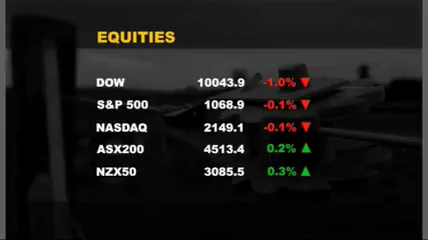 EQUITIES
DOW 10043.9 -1.0% ▼
S&P 500 1068.9 -0.1% ▼
NASDAQ 2149.1 -0.1% ▼
ASX200 4513.4 0.2% ▲
NZX50 3085.5 0.3% ▲